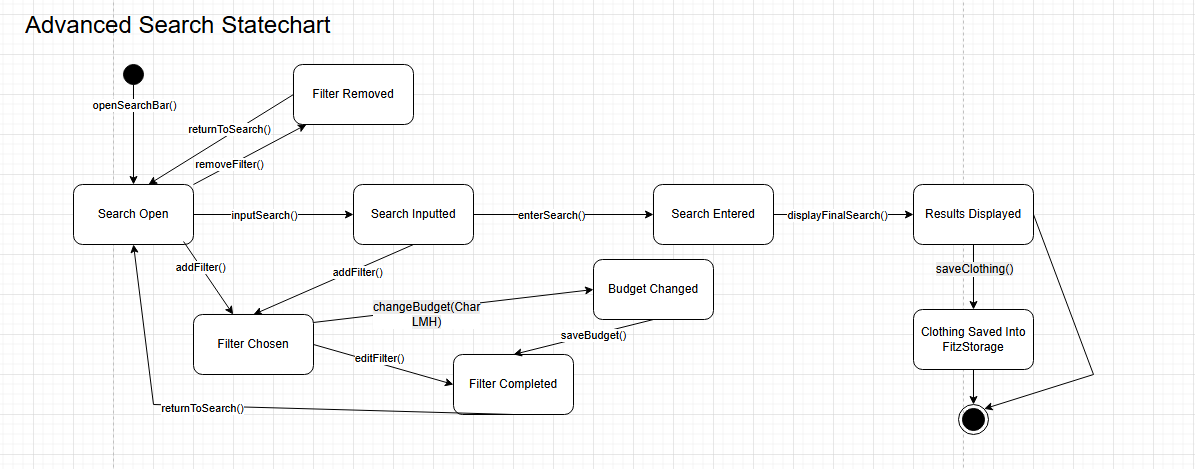 Advanced Search Statechart
openSearchBar()
Filter Removed
returnToSearch()
removeFilter()
Search Open
inputSearch()
Search Inputted
enterSearch()
Search Entered
displayFinalSearch()
Results Displayed
addFilter()
addFilter()
saveClothing()
Budget Changed
changeBudget(Char
LMH)
Filter Chosen
saveBudget()
Clothing Saved Into
FitzStorage
editFilter()
Filter Completed
returnToSearch()